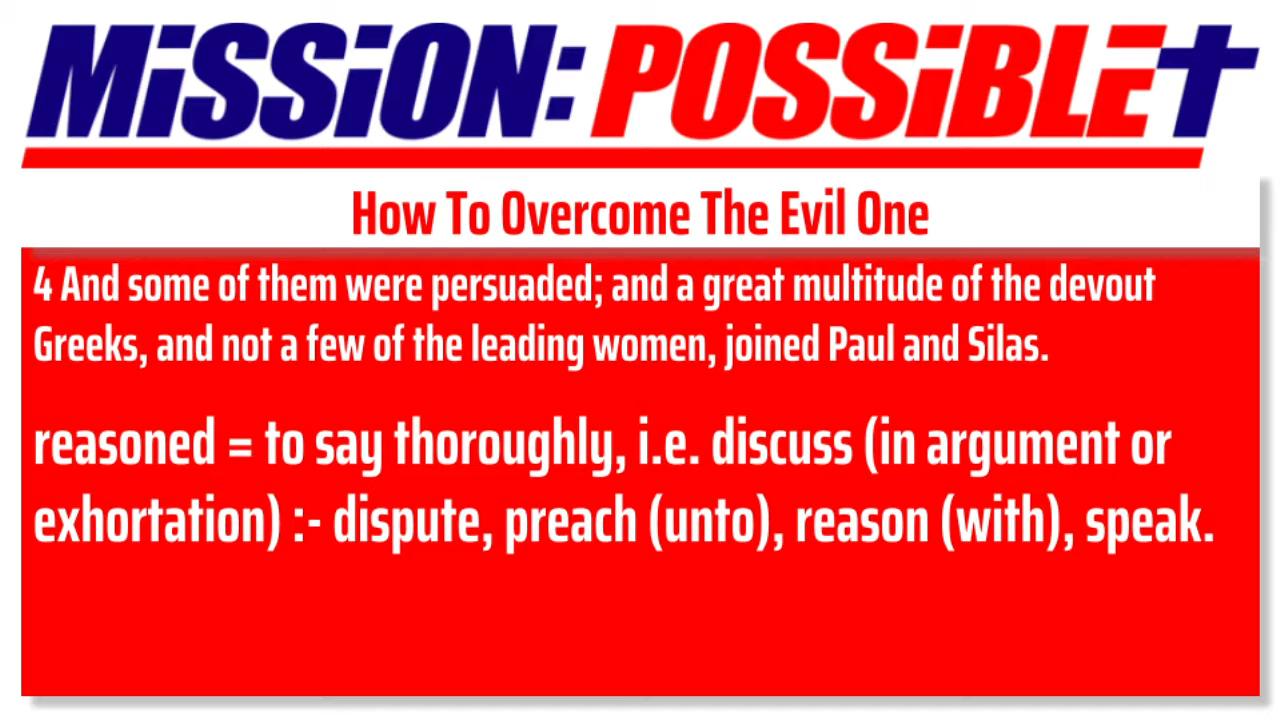 MiSSiON: POSSiBLE
How To Overcome The Evil One
4 And some of them were persuaded; and a great multitude of the devout
Greeks, and not a few of the leading women, joined Paul and Silas.
reasoned = to say thoroughly, i.e. discuss (in argument or
exhortation) :- dispute, preach (unto), reason (with), speak.